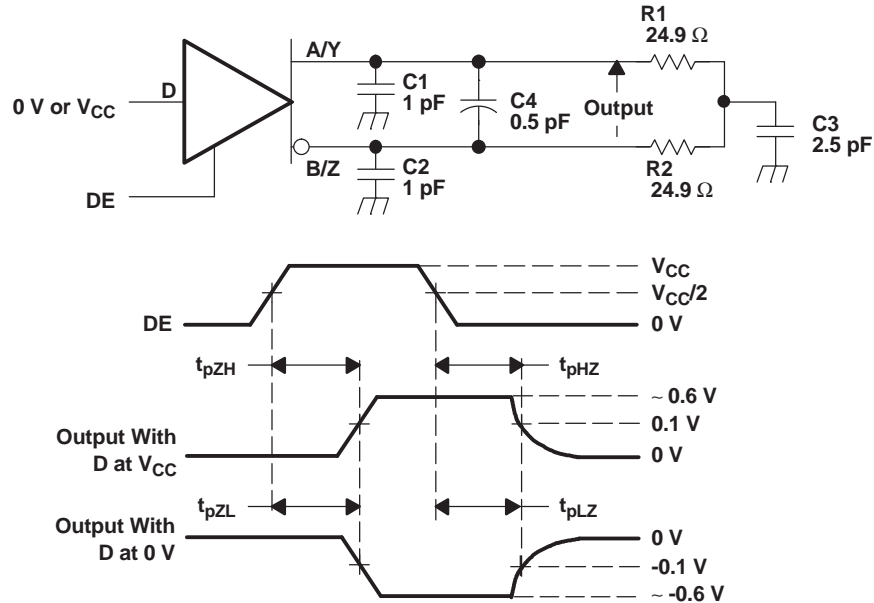 A/Y
D
0 V or VCC
B/Z
DE
C1
1 pF
C2
1 pF
C4
0.5 pF
Output
R1
24.9 Ω
R2
24.9 Ω
C3
2.5 pF
VCC
VCC/2
DE
0 V
tpZH
tpHZ
~ 0.6 V
0.1 V
Output With
D at VCC
0 V
tpZL
tpLZ
Output With
D at 0 V
0 V
-0.1 V
~ -0.6 V